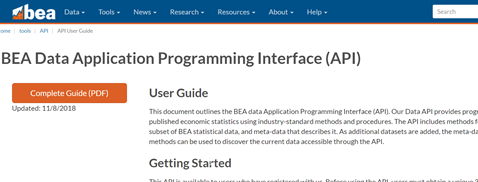 bea Data Tools News Research Resources About Help Search
ome tools API API User Guide
BEA Data Application Programming Interface (API)
Complete Guide (PDF)
Updated: 11/8/2018
User Guide
This document outlines the BEA data Application Programming Interface (API). Our Data API provides prog
published economic statistics using industry-standard methods and procedures. The API includes methods f
subset of BEA statistical data, and meta-data that describes it. As additional datasets are added, the meta-da
methods can be used to discover the current data accessible through the API.
Getting Started
This API is available to users who have registered with us. Before using the API, users must obtain a unique